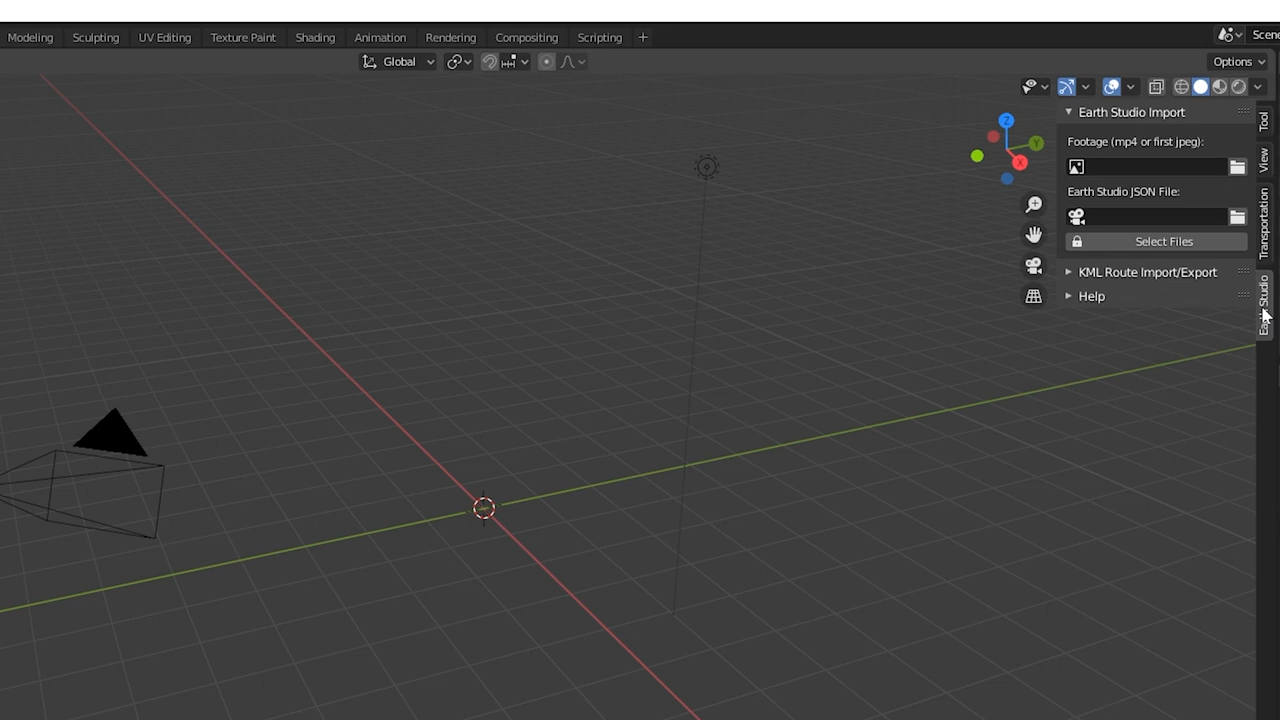 Modeling Sculpting UV Editing Texture Paint Shading Animation Rendering Compositing Scripting + Scene
Global Options
Z
Y
X
Earth Studio Import
Footage (mp4 or first jpeg):
Earth Studio JSON File:
Select Files
KML Route Import/Export
Help
Tool
View
Transportation
Earth Studio